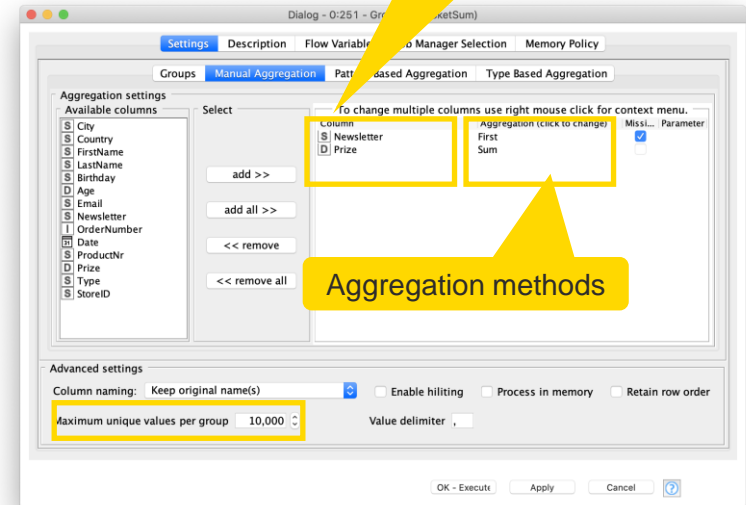 Dialog - 0:251 - Gr ketSum)
Settings Description Flow Variable b Manager Selection Memory Policy
Groups Manual Aggregation Pat Based Aggregation Type Based Aggregation
Aggregation settings
Available columns Select To change multiple columns use right mouse click for context menu.
Column Aggregation (click to change) Missi... Parameter
S City
S Country
S FirstName
S LastName
S Birthday
D Age
S Email
S Newsletter
I OrderNumber
31 Date
S ProductNr
D Prize
S Type
S StoreID
add >>
add all >>
<< remove
<< remove all
S Newsletter First
D Prize Sum
Aggregation methods
Advanced settings
Column naming: Keep original name(s) Enable hiliting Process in memory Retain row order
Maximum unique values per group 10,000 Value delimiter ,
OK - Execute Apply Cancel ?